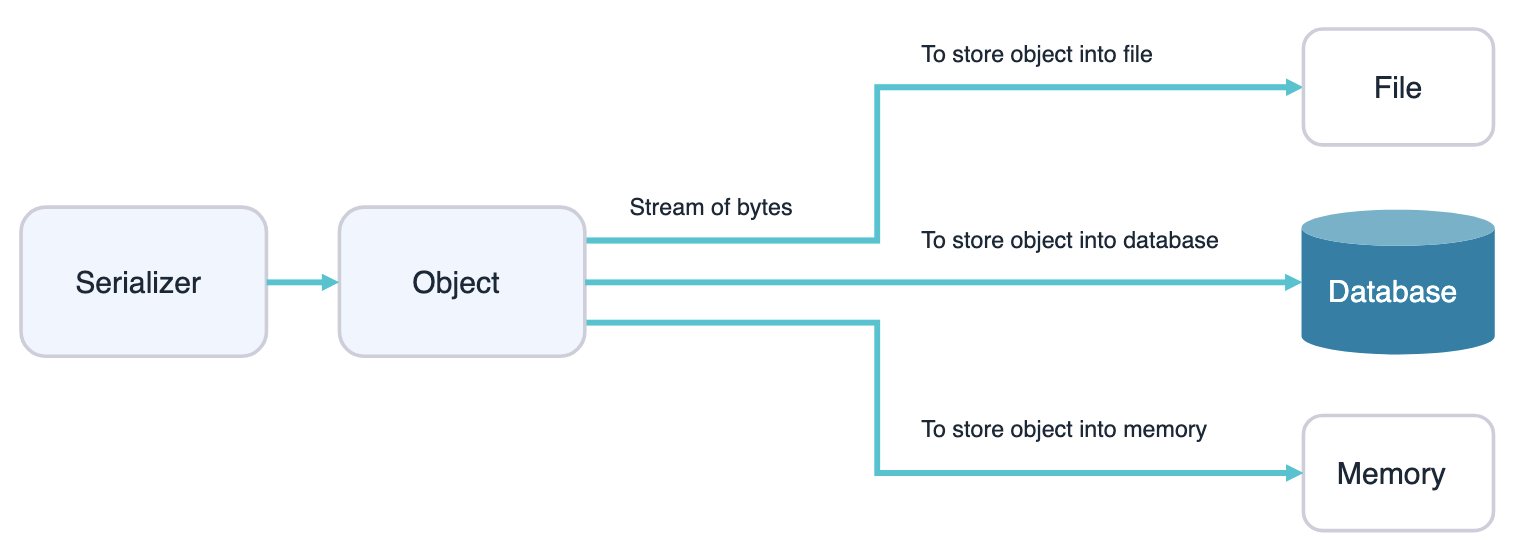 To store object into file
File
Stream of bytes
Serializer
Object
To store object into database
Database
To store object into memory
Memory